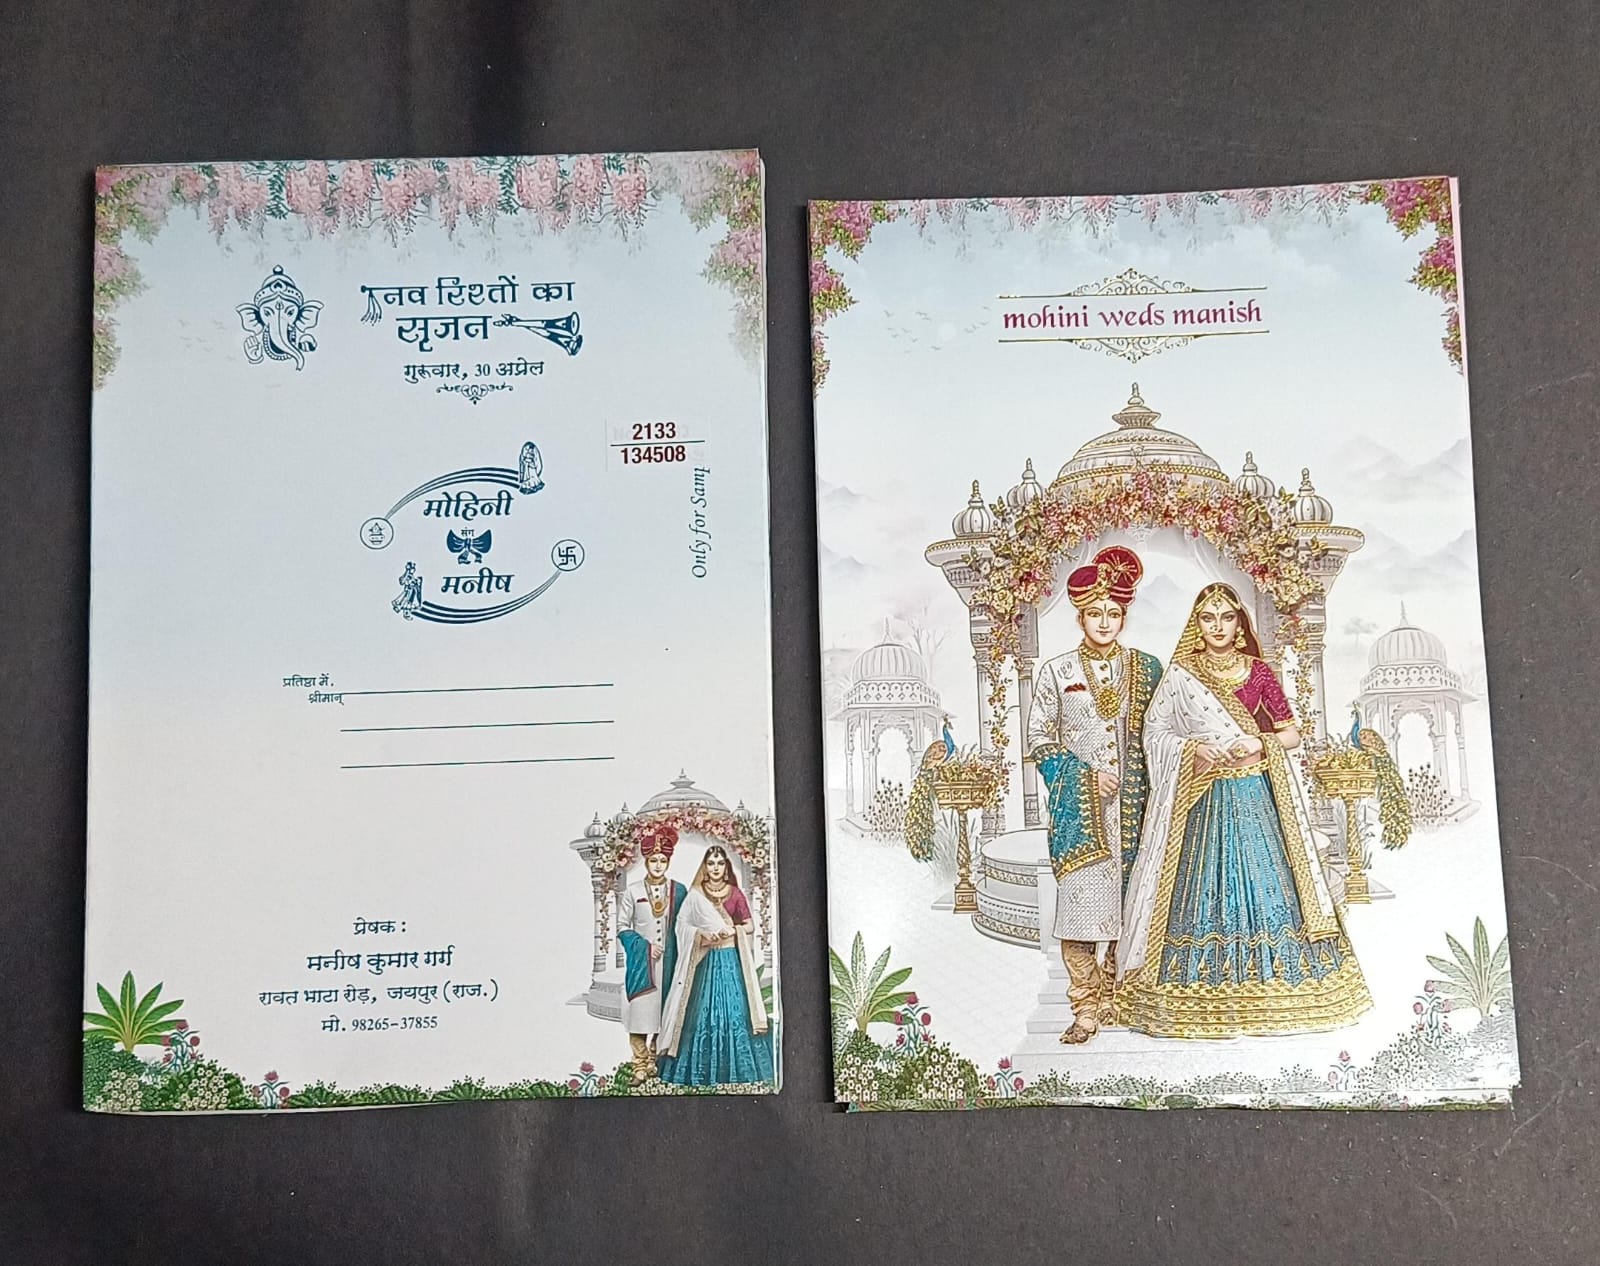 नव रिश्तों का
सृजन
गुरूवार, 30 अप्रेल
2133
134508
Only for Sampl
मोहिनी
संग
मनीष
प्रतिष्ठा में,
श्रीमान्
प्रेषक :
मनीष कुमार गर्ग
रावत भाटा रोड़, जयपुर (राज.)
मो. 98265-37855
mohini weds manish